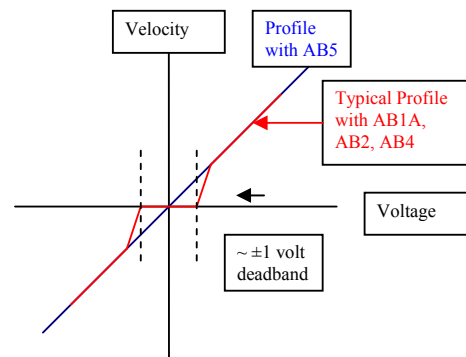 Velocity
Profile
with AB5
Typical Profile
with AB1A,
AB2, AB4
Voltage
~ ±1 volt
deadband